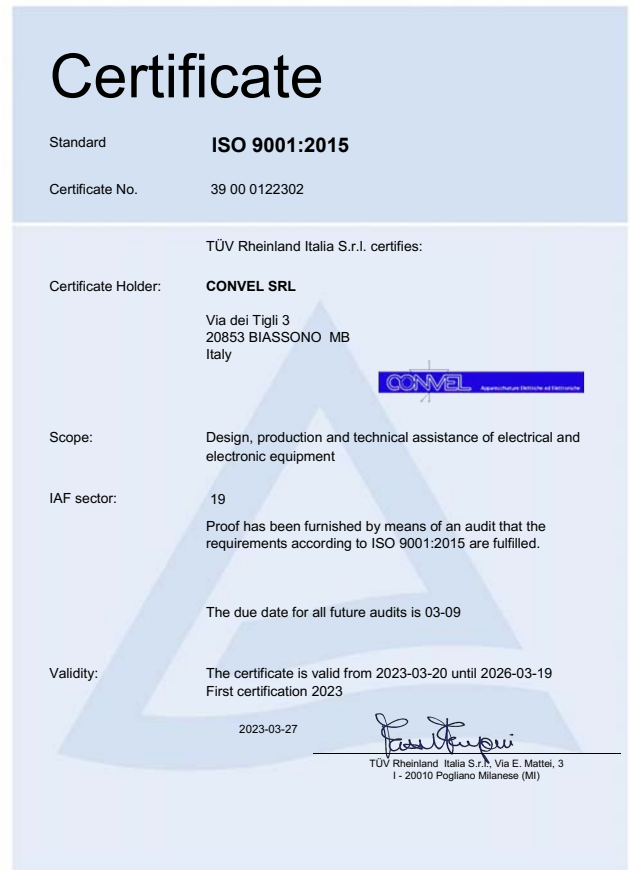 Certificate
Standard ISO 9001:2015
Certificate No. 39 00 0122302
TÜV Rheinland Italia S.r.l. certifies:
Certificate Holder: CONVEL SRL
Via dei Tigli 3
20853 BIASSONO MB
Italy
CONVEL Apparecchiature Elettriche ed Elettroniche
Scope: Design, production and technical assistance of electrical and
electronic equipment
IAF sector: 19
Proof has been furnished by means of an audit that the
requirements according to ISO 9001:2015 are fulfilled.
The due date for all future audits is 03-09
Validity: The certificate is valid from 2023-03-20 until 2026-03-19
First certification 2023
2023-03-27
TÜV Rheinland Italia S.r.l., Via E. Mattei, 3
I - 20010 Pogliano Milanese (MI)